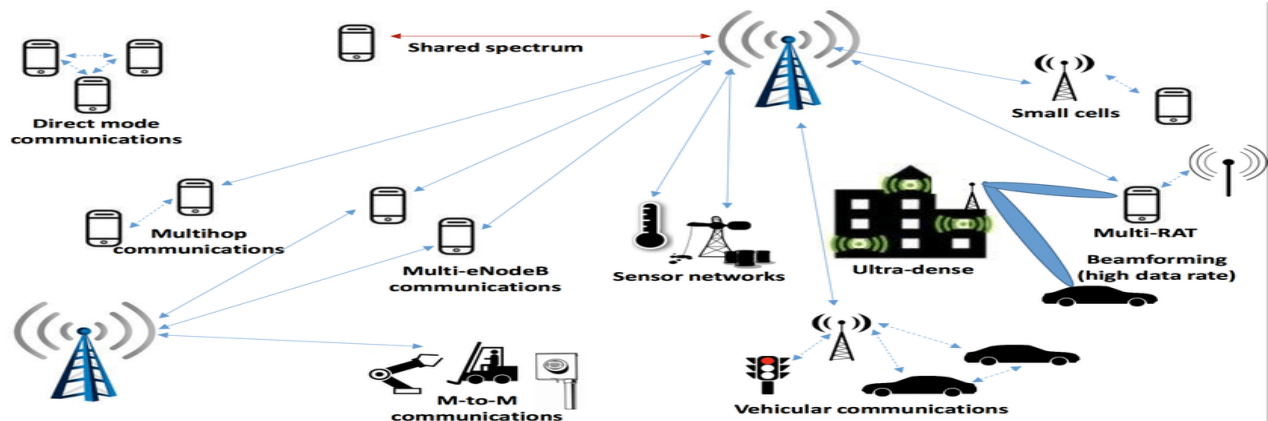 Shared spectrum
Direct mode
communications
Small cells
Multihop
communications
Multi-eNodeB
communications
Sensor networks
Ultra-dense
Multi-RAT
Beamforming
(high data rate)
M-to-M
communications
Vehicular communications